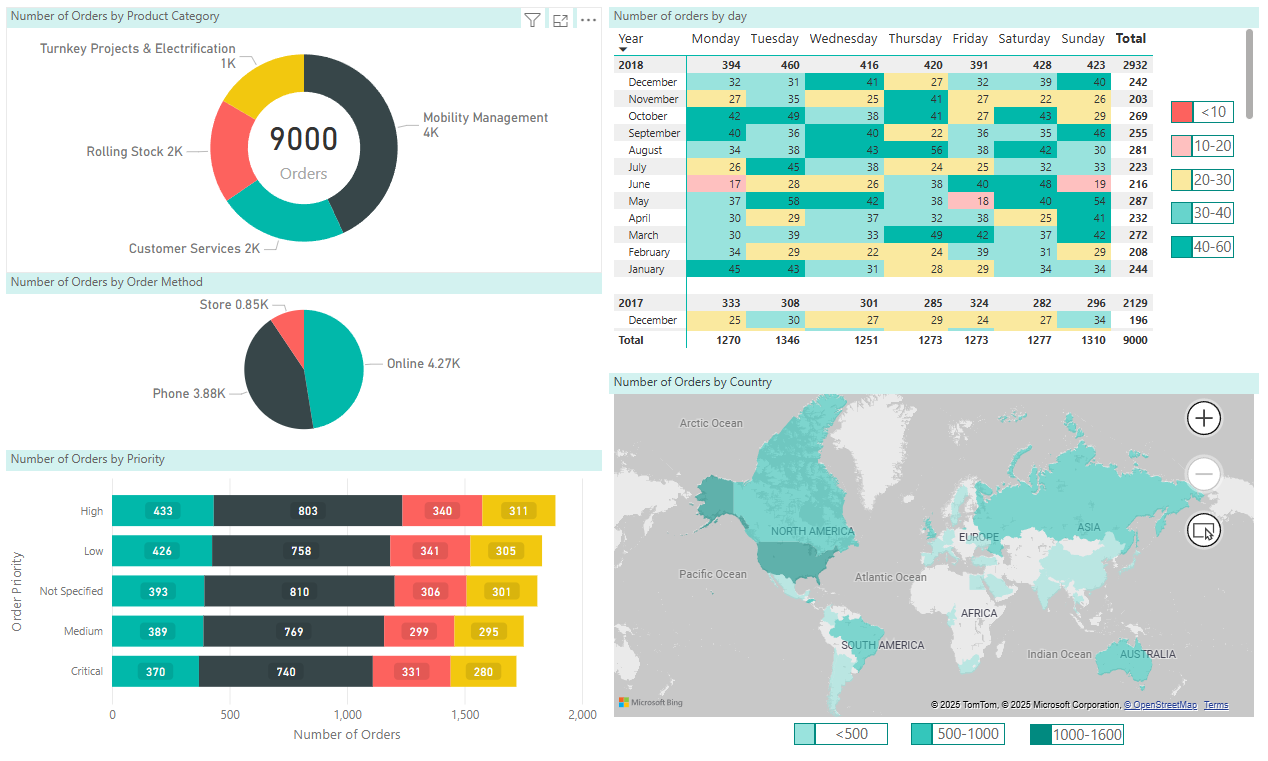 Number of Orders by Product Category
Turnkey Projects & Electrification
1K
Mobility Management
4K
Rolling Stock 2K
Customer Services 2K
9000
Orders
Number of Orders by Order Method
Store 0.85K
Online 4.27K
Phone 3.88K
Number of Orders by Priority
Order Priority
High 433 803 340 311
Low 426 758 341 305
Not Specified 393 810 306 301
Medium 389 769 299 295
Critical 370 740 331 280
0 500 1,000 1,500 2,000
Number of Orders
Number of orders by day
Year Monday Tuesday Wednesday Thursday Friday Saturday Sunday Total
2018 394 460 416 420 391 428 423 2932
December 32 31 41 27 32 39 40 242
November 27 35 25 41 27 22 26 203
October 42 49 38 41 27 43 29 269
September 40 36 40 22 36 35 46 255
August 34 38 43 56 38 42 30 281
July 26 45 38 24 25 32 33 223
June 17 28 26 38 40 48 19 216
May 37 58 42 38 18 40 54 287
April 30 29 37 32 38 25 41 232
March 30 39 33 49 42 37 42 272
February 34 29 22 24 39 31 29 208
January 45 43 31 28 29 34 34 244
2017 333 308 301 285 324 282 296 2129
December 25 30 27 29 24 27 34 196
Total 1270 1346 1251 1273 1273 1277 1310 9000
<10
10-20
20-30
30-40
40-60
Number of Orders by Country
Arctic Ocean
NORTH AMERICA
EUROPE
ASIA
Pacific Ocean
Atlantic Ocean
AFRICA
SOUTH AMERICA
Indian Ocean
AUSTRALIA
Microsoft Bing
© 2025 TomTom, © 2025 Microsoft Corporation, © OpenStreetMap Terms
<500
500-1000
1000-1600